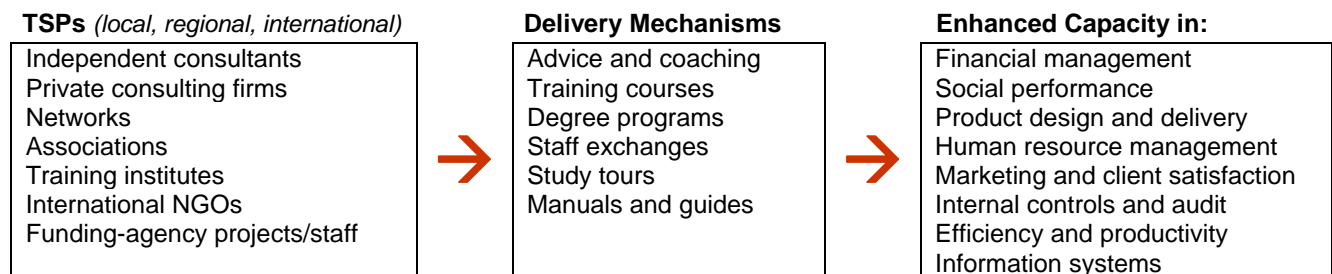 TSPs (local, regional, international)
Independent consultants
Private consulting firms
Networks
Associations
Training institutes
International NGOs
Funding-agency projects/staff
Delivery Mechanisms
Advice and coaching
Training courses
Degree programs
Staff exchanges
Study tours
Manuals and guides
Enhanced Capacity in:
Financial management
Social performance
Product design and delivery
Human resource management
Marketing and client satisfaction
Internal controls and audit
Efficiency and productivity
Information systems